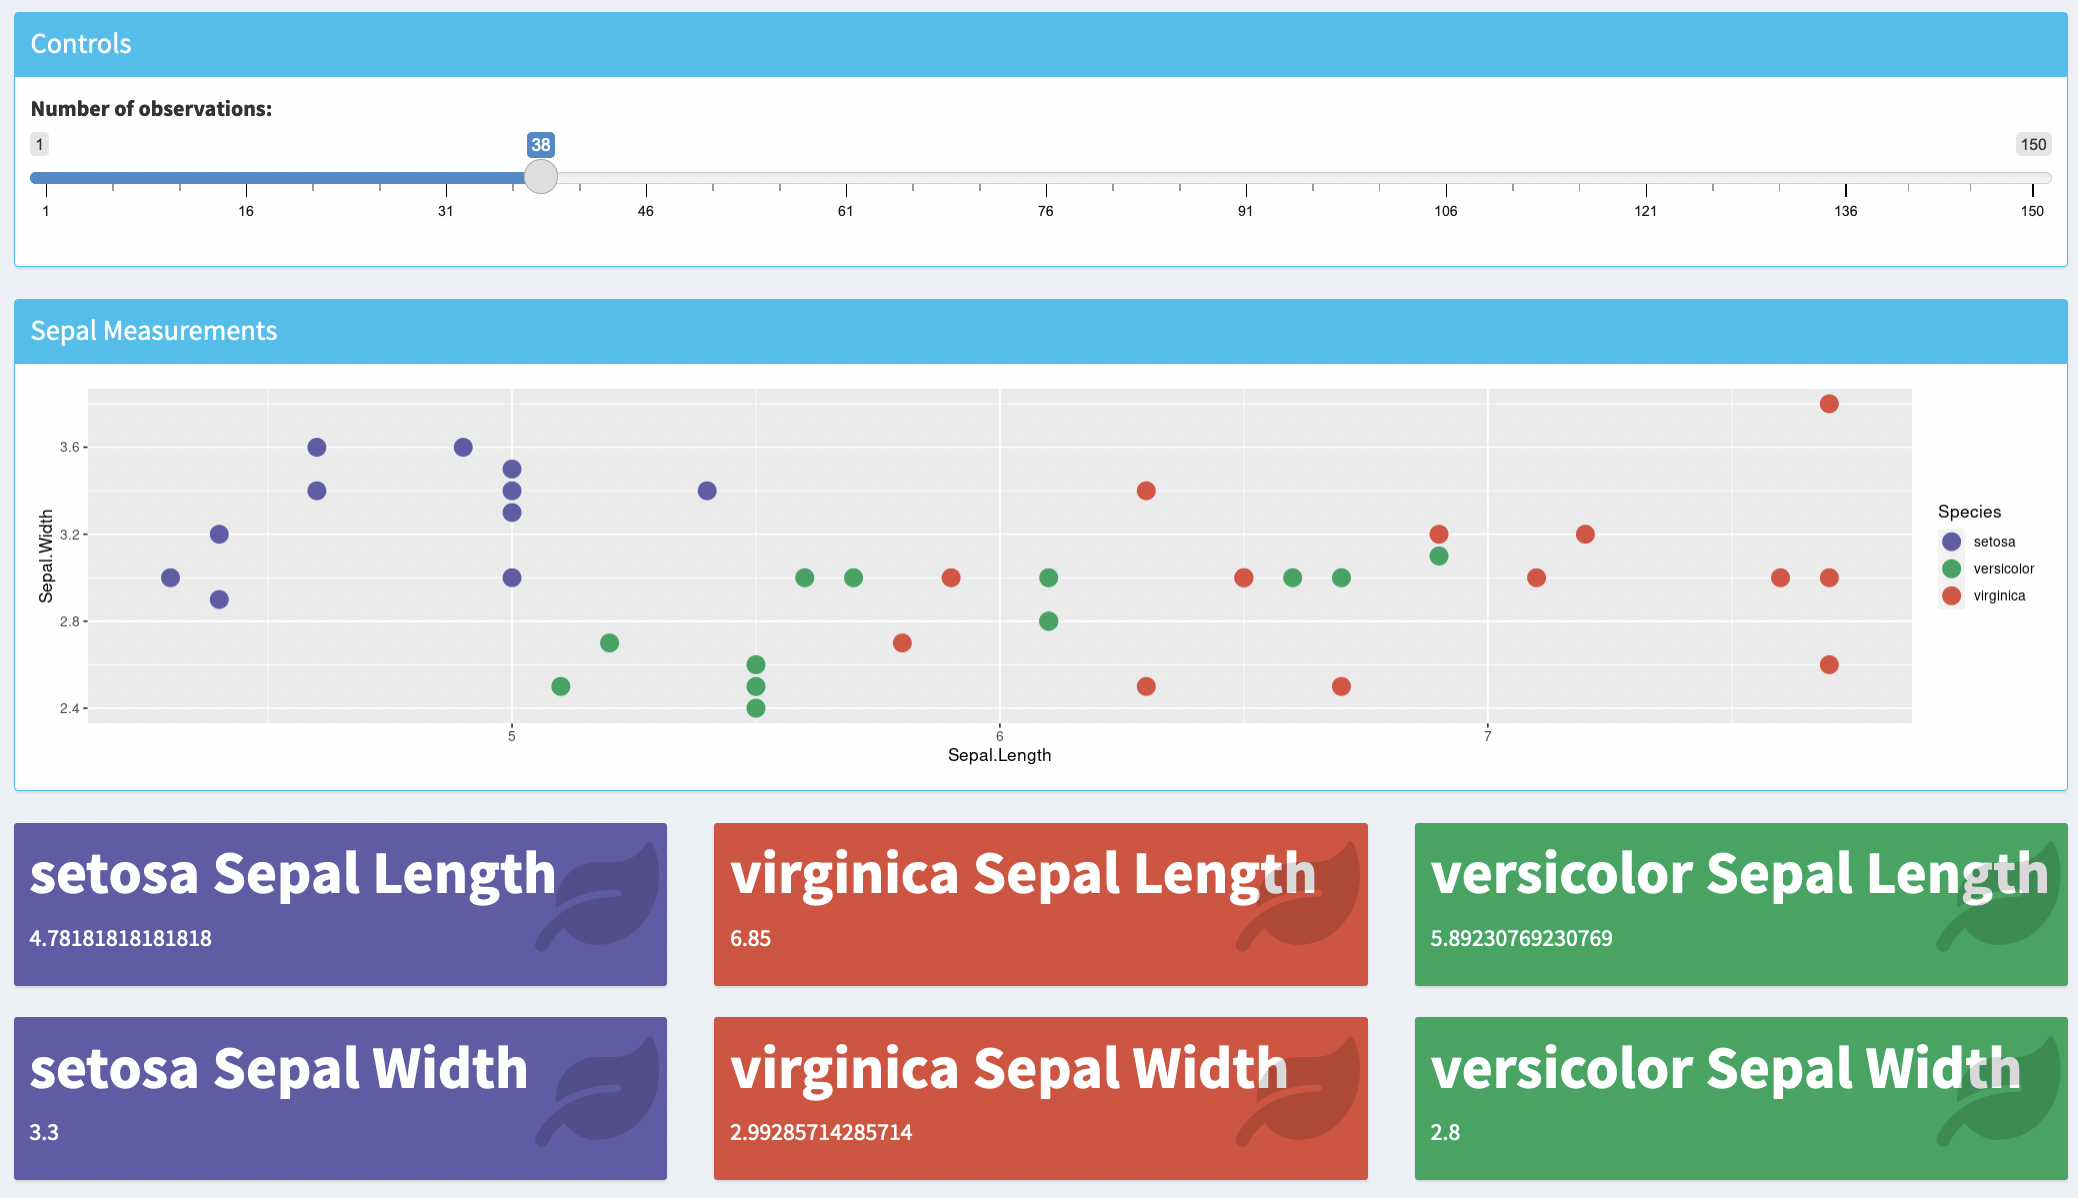 Controls
Number of observations:
1 38 150
1 16 31 46 61 76 91 106 121 136 150
Sepal Measurements
3.6
3.2
2.8
2.4
Sepal.Width
5 6 7
Sepal.Length
Species
setosa
versicolor
virginica
setosa Sepal Length
4.78181818181818
virginica Sepal Length
6.85
versicolor Sepal Length
5.89230769230769
setosa Sepal Width
3.3
virginica Sepal Width
2.99285714285714
versicolor Sepal Width
2.8